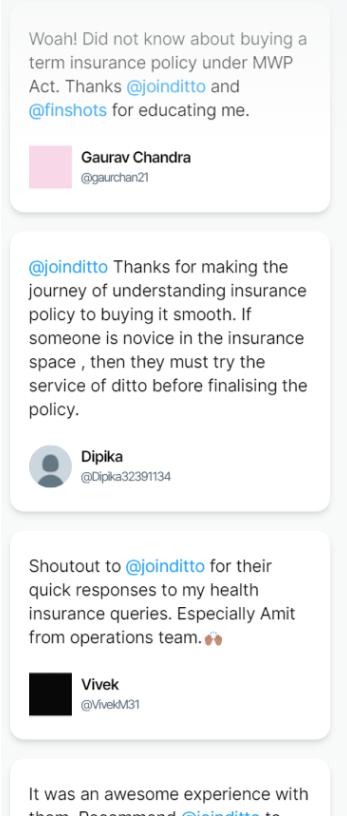 Woah! Did not know about buying a
term insurance policy under MWP
Act. Thanks @joinditto and
@finshots for educating me.
Gaurav Chandra
@gaurchan21
@joinditto Thanks for making the
journey of understanding insurance
policy to buying it smooth. If
someone is novice in the insurance
space , then they must try the
service of ditto before finalising the
policy.
Dipika
@Dipika32391134
Shoutout to @joinditto for their
quick responses to my health
insurance queries. Especially Amit
from operations team.🙌🏽
Vivek
@VivekM31
It was an awesome experience with
them. Recommend @joinditto to